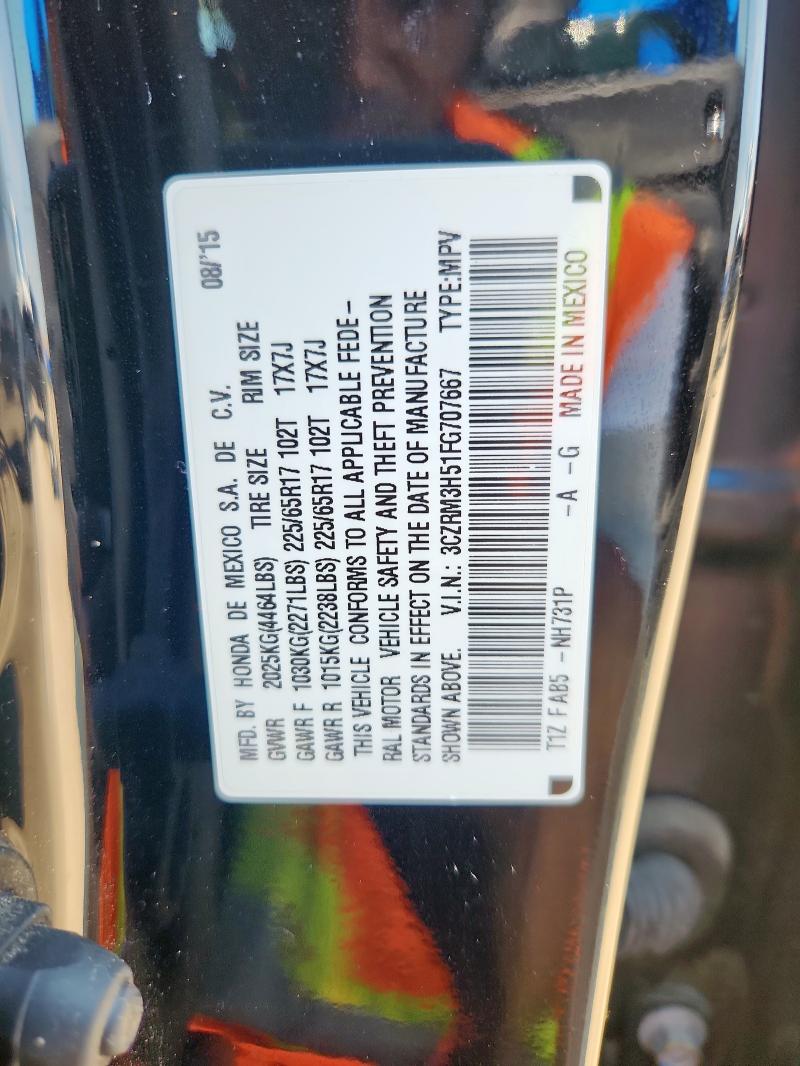 08/'15
MFD. BY HONDA DE MEXICO S.A. DE C.V.
GVWR 2025KG(4464LBS) TIRE SIZE RIM SIZE
GAWR F 1030KG(2271LBS) 225/65R17 102T 17X7J
GAWR R 1015KG(2238LBS) 225/65R17 102T 17X7J
THIS VEHICLE CONFORMS TO ALL APPLICABLE FEDE-
RAL MOTOR VEHICLE SAFETY AND THEFT PREVENTION
STANDARDS IN EFFECT ON THE DATE OF MANUFACTURE
SHOWN ABOVE. V.I.N.: 3CZRM3H51FG707667 TYPE:MPV
T1Z F AB5 -NH731P -A -G MADE IN MEXICO